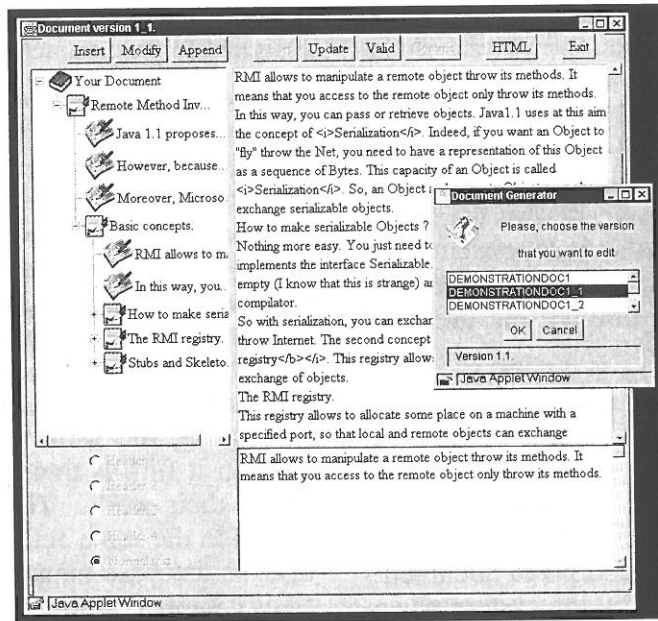 Document version 1_1.
Insert Modify Append Update Valid HTML Exit
Your Document
Remote Method Inv...
Java 1.1 proposes...
However, because...
Moreover, Microso
Basic concepts.
RMI allows to m
In this way, you..
How to make seria
The RMI registry.
Stubs and Skeleto.
RMI allows to manipulate a remote object throw its methods. It
means that you access to the remote object only throw its methods.
In this way, you can pass or retrieve objects. Java1.1 uses at this aim
the concept of <i>Serialization</i>. Indeed, if you want an Object to
"fly" throw the Net, you need to have a representation of this Object
as a sequence of Bytes. This capacity of an Object is called
<i>Serialization</i>. So, an Object
exchange serializable objects.
How to make serializable Objects ?
Nothing more easy. You just need to
implements the interface Serializable.
empty (I know that this is strange)
compilator.
So with serialization, you can exchan
throw Internet. The second concept
registry</b></i>. This registry allow
exchange of objects.
The RMI registry.
This registry allows to allocate some place on a machine with a
specified port, so that local and remote objects can exchange
Document Generator
Please, choose the version
that you want to edit
DEMONSTRATIONDOC1
DEMONSTRATIONDOC1_1
DEMONSTRATIONDOC1_2
OK Cancel
Version 1.1.
Java Applet Window
RMI allows to manipulate a remote object throw its methods. It
means that you access to the remote object only throw its methods.
Java Applet Window